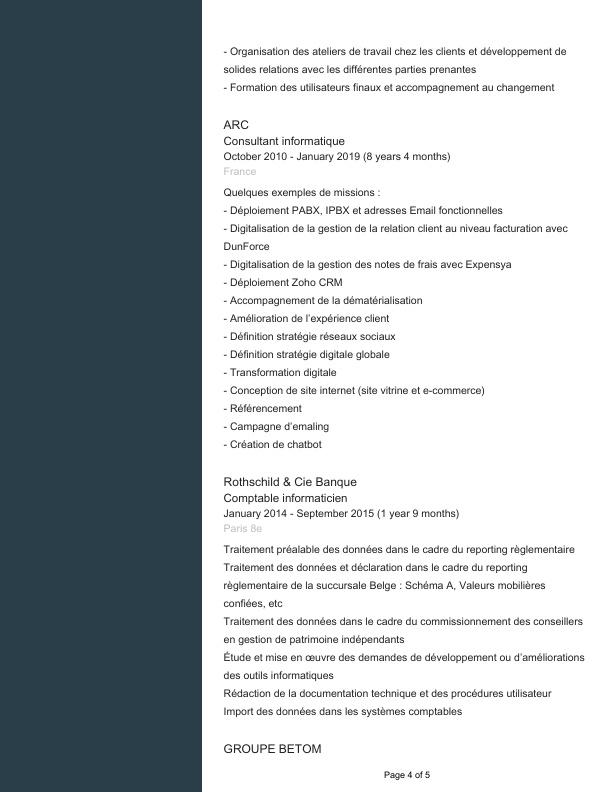 - Organisation des ateliers de travail chez les clients et développement de
solides relations avec les différentes parties prenantes
- Formation des utilisateurs finaux et accompagnement au changement
ARC
Consultant informatique
October 2010 - January 2019 (8 years 4 months)
France
Quelques exemples de missions :
- Déploiement PABX, IPBX et adresses Email fonctionnelles
- Digitalisation de la gestion de la relation client au niveau facturation avec
DunForce
- Digitalisation de la gestion des notes de frais avec Expensya
- Déploiement Zoho CRM
- Accompagnement de la dématérialisation
- Amélioration de l'expérience client
- Définition stratégie réseaux sociaux
- Définition stratégie digitale globale
- Transformation digitale
- Conception de site internet (site vitrine et e-commerce)
- Référencement
- Campagne d'emaling
- Création de chatbot
Rothschild & Cie Banque
Comptable informaticien
January 2014 - September 2015 (1 year 9 months)
Paris 8e
Traitement préalable des données dans le cadre du reporting règlementaire
Traitement des données et déclaration dans le cadre du reporting
règlementaire de la succursale Belge : Schéma A, Valeurs mobilières
confiées, etc
Traitement des données dans le cadre du commissionnement des conseillers
en gestion de patrimoine indépendants
Étude et mise en œuvre des demandes de développement ou d'améliorations
des outils informatiques
Rédaction de la documentation technique et des procédures utilisateur
Import des données dans les systèmes comptables
GROUPE BETOM
Page 4 of 5